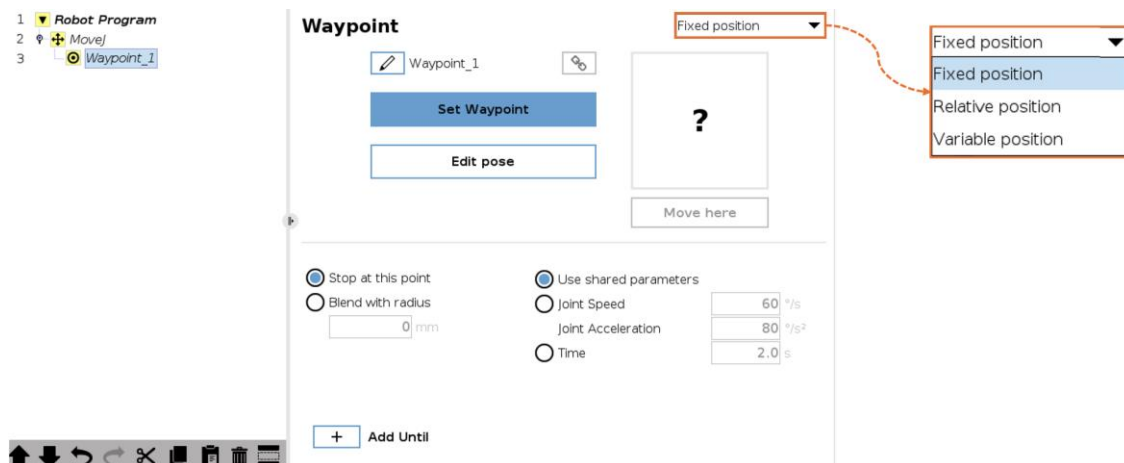 1 Robot Program
2 MoveJ
3 Waypoint_1
Waypoint
Fixed position
Waypoint_1
Set Waypoint
Edit pose
?
Move here
Stop at this point
Blend with radius
0 mm
Use shared parameters
Joint Speed 60 °/s
Joint Acceleration 80 °/s²
Time 2.0 s
+ Add Until
Fixed position
Fixed position
Relative position
Variable position